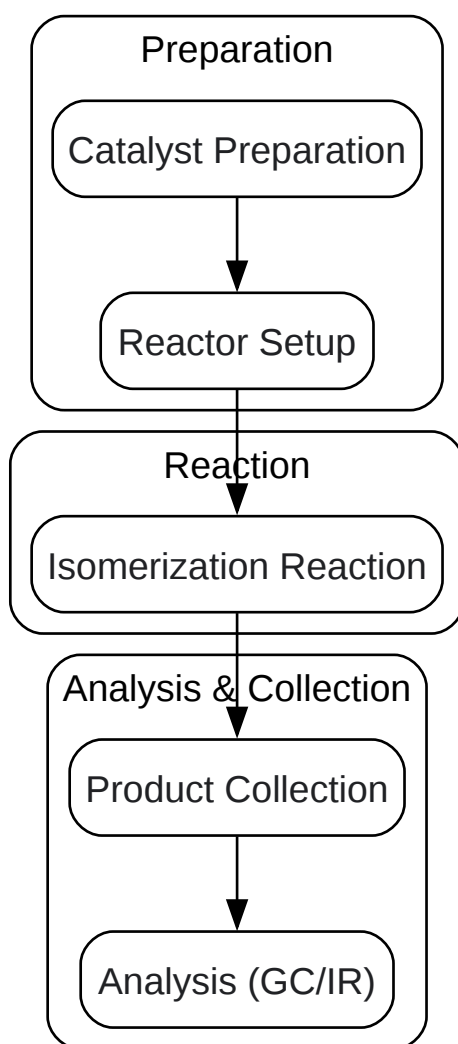 Preparation
Catalyst Preparation
Reactor Setup
Reaction
Isomerization Reaction
Analysis & Collection
Product Collection
Analysis (GC/IR)